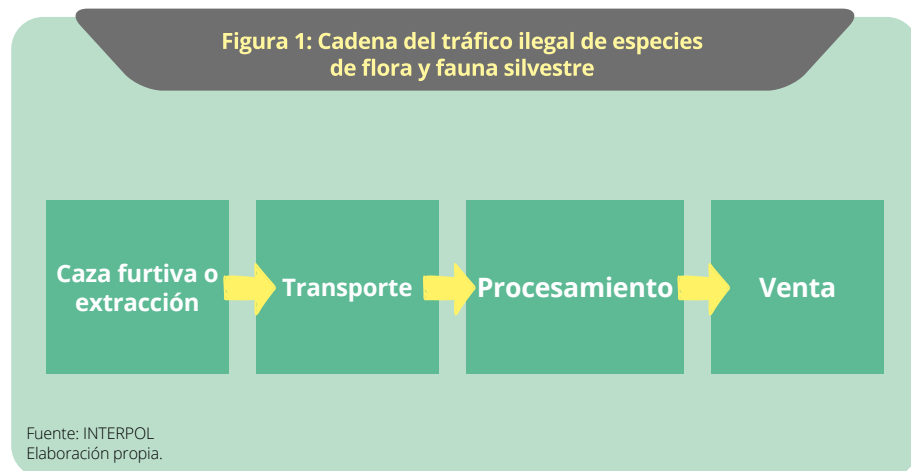 Figura 1: Cadena del tráfico ilegal de especies
de flora y fauna silvestre
Caza furtiva o
extracción
Transporte
Procesamiento
Venta
Fuente: INTERPOL
Elaboración propia.